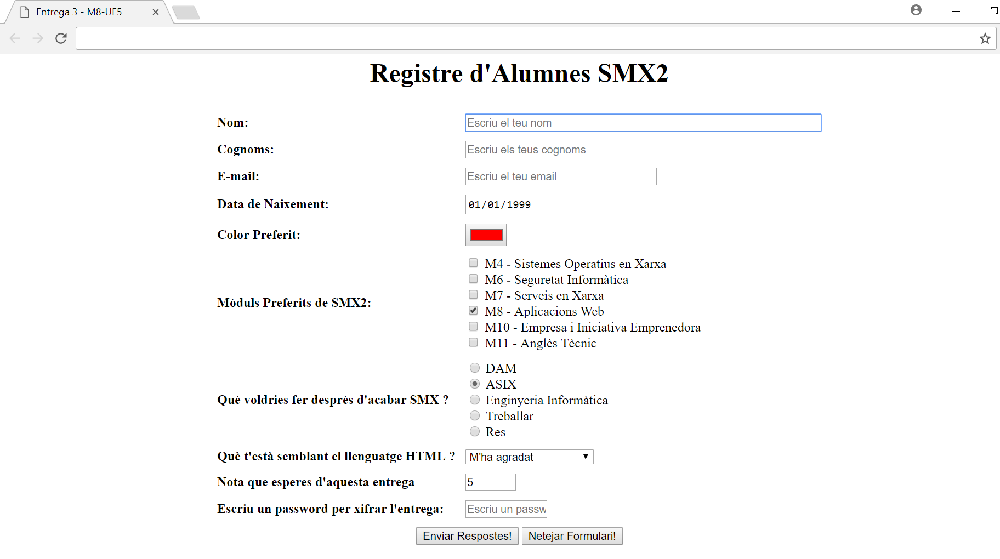 Entrega 3 - M8-UF5
Registre d'Alumnes SMX2
Nom: Escriu el teu nom
Cognoms: Escriu els teus cognoms
E-mail: Escriu el teu email
Data de Naixement: 01/01/1999
Color Preferit:
Mòduls Preferits de SMX2:
M4 - Sistemes Operatius en Xarxa
M6 - Seguretat Informàtica
M7 - Serveis en Xarxa
M8 - Aplicacions Web
M10 - Empresa i Iniciativa Emprenedora
M11 - Anglès Tècnic
Què voldries fer després d'acabar SMX ?
DAM
ASIX
Enginyeria Informàtica
Treballar
Res
Què t'està semblant el llenguatge HTML ? M'ha agradat
Nota que esperes d'aquesta entrega 5
Escriu un password per xifrar l'entrega: Escriu un passw
Enviar Respostes! Netejar Formulari!